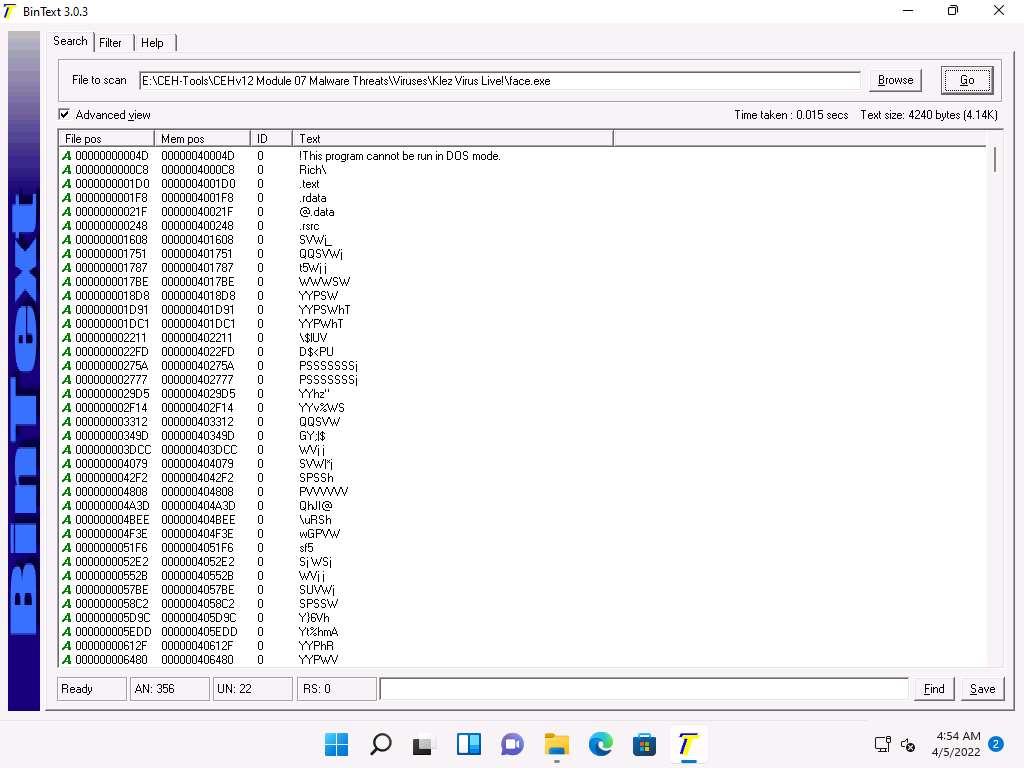 BinText 3.0.3
Search Filter Help
File to scan E:\CEH-Tools\CEHv12 Module 07 Malware Threats\Viruses\Klez Virus Live!\face.exe Browse Go
Advanced view Time taken : 0.015 secs Text size: 4240 bytes (4.14K)
File pos Mem pos ID Text
A 00000000004D 00000040004D 0 !This program cannot be run in DOS mode.
A 0000000000C8 0000004000C8 0 Rich\
A 0000000001D0 0000004001D0 0 .text
A 0000000001F8 0000004001F8 0 .rdata
A 00000000021F 00000040021F 0 @.data
A 000000000248 000000400248 0 .rsrc
A 000000001608 000000401608 0 SVWj_
A 000000001751 000000401751 0 QQSVWj
A 000000001787 000000401787 0 t5Wjj
A 0000000017BE 0000004017BE 0 WWWSW
A 0000000018D8 0000004018D8 0 YYPSW
A 000000001D91 000000401D91 0 YYPSWhT
A 000000001DC1 000000401DC1 0 YYPWhT
A 000000002211 000000402211 0 \$lUV
A 0000000022FD 0000004022FD 0 D$<PU
A 00000000275A 00000040275A 0 PSSSSSSSj
A 000000002777 000000402777 0 PSSSSSSSj
A 0000000029D5 0000004029D5 0 YYhz"
A 000000002F14 000000402F14 0 YYv%WS
A 000000003312 000000403312 0 QQSVW
A 00000000349D 00000040349D 0 GY;|$
A 000000003DCC 000000403DCC 0 WVjj
A 000000004079 000000404079 0 SVW|*j
A 0000000042F2 0000004042F2 0 SPSSh
A 000000004808 000000404808 0 PVVVVV
A 000000004A3D 000000404A3D 0 QhJI@
A 000000004BEE 000000404BEE 0 \uRSh
A 000000004F3E 000000404F3E 0 wGPVW
A 0000000051F6 0000004051F6 0 sf5
A 0000000052E2 0000004052E2 0 SjWSj
A 00000000552B 00000040552B 0 WVjj
A 0000000057BE 0000004057BE 0 SUVWj
A 0000000058C2 0000004058C2 0 SPSSW
A 000000005D9C 000000405D9C 0 Y}6Vh
A 000000005EDD 000000405EDD 0 Yt%hmA
A 00000000612F 00000040612F 0 YYPhR
A 000000006480 000000406480 0 YYPWV
BinText
Ready AN: 356 UN: 22 RS: 0 Find Save
4:54 AM
4/5/2022 2